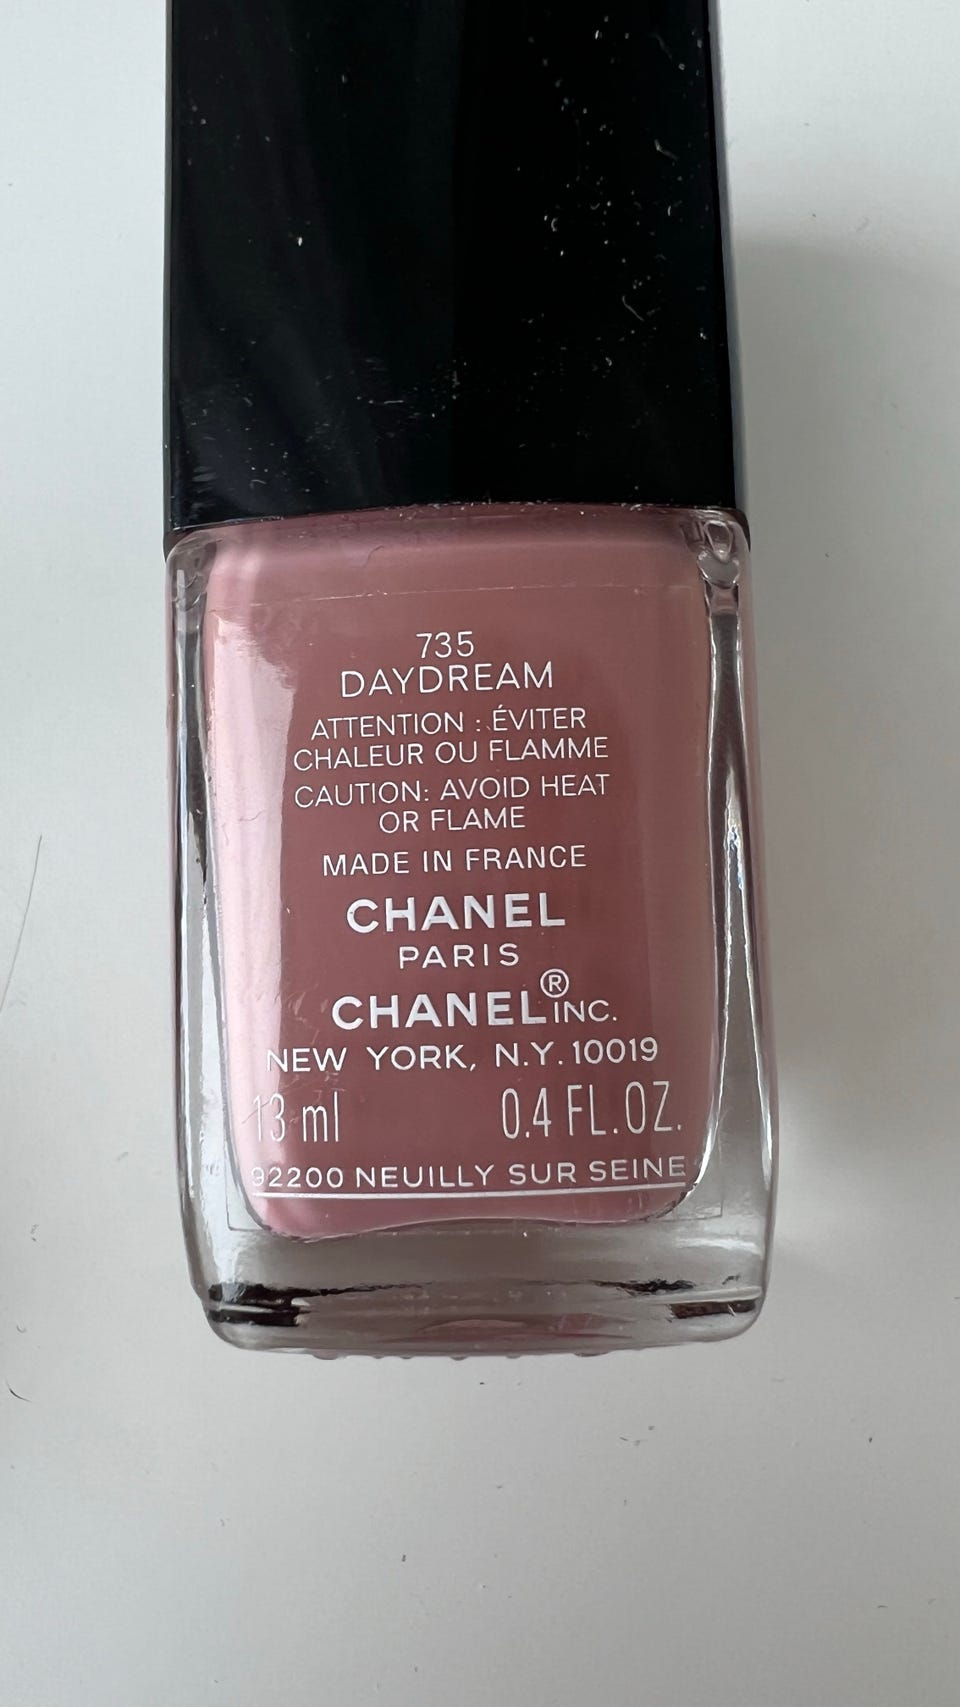 735
DAYDREAM
ATTENTION : ÉVITER
CHALEUR OU FLAMME
CAUTION: AVOID HEAT
OR FLAME
MADE IN FRANCE
CHANEL
PARIS
CHANEL® INC.
NEW YORK, N.Y. 10019
13 ml 0.4 FL.OZ.
92200 NEUILLY SUR SEINE